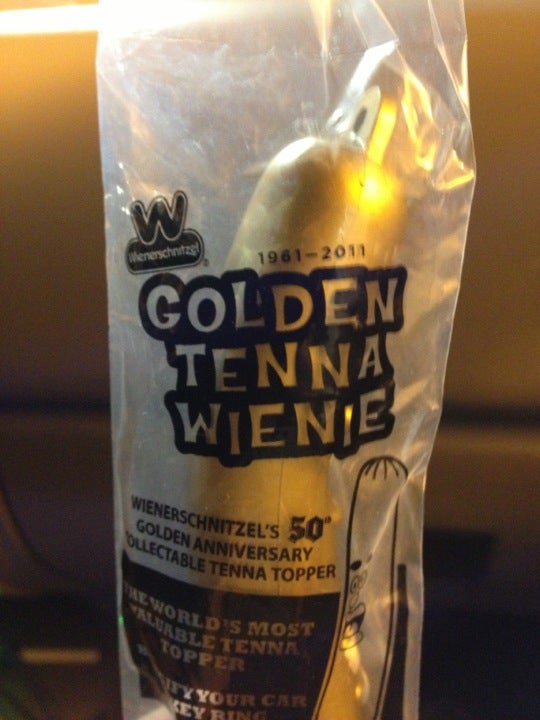 W
Wienerschnitzel
1961-2011
GOLDEN
TENNA
WIENIE
WIENERSCHNITZEL'S 50th
GOLDEN ANNIVERSARY
COLLECTABLE TENNA TOPPER
THE WORLD'S MOST
VALUABLE TENNA
TOPPER
YOUR CAR
KEY RING